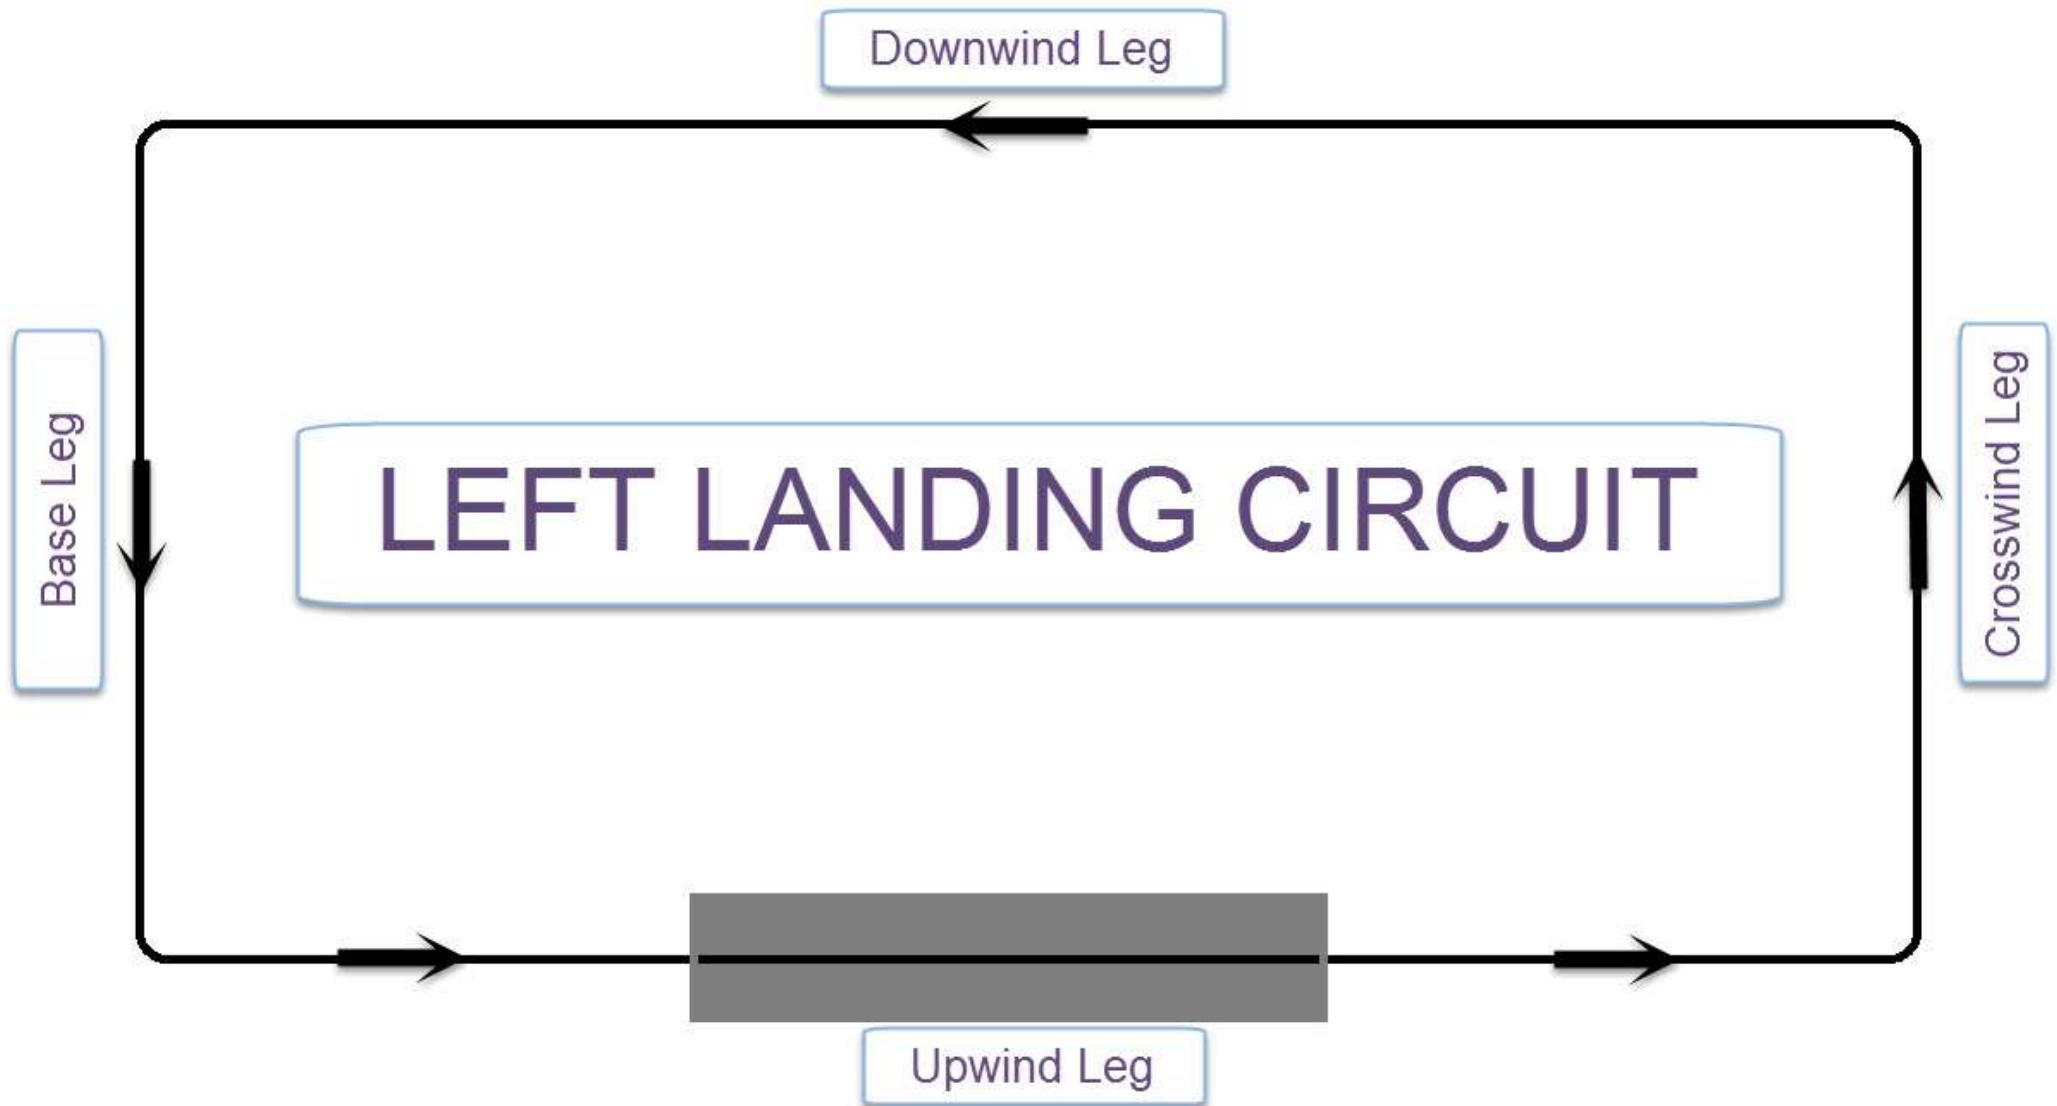 Downwind Leg
Base Leg
LEFT LANDING CIRCUIT
Crosswind Leg
Upwind Leg